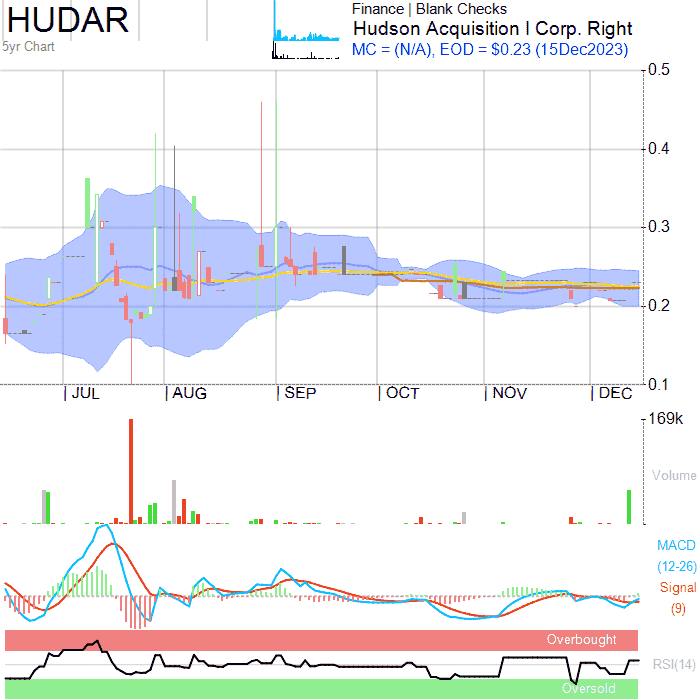 HUDAR
5yr Chart
Finance | Blank Checks
Hudson Acquisition I Corp. Right
MC = (N/A), EOD = $0.23 (15Dec2023)
0.5
0.4
0.3
0.2
0.1
JUL AUG SEP OCT NOV DEC
169k
Volume
MACD
(12-26)
Signal
(9)
Overbought
RSI(14)
Oversold